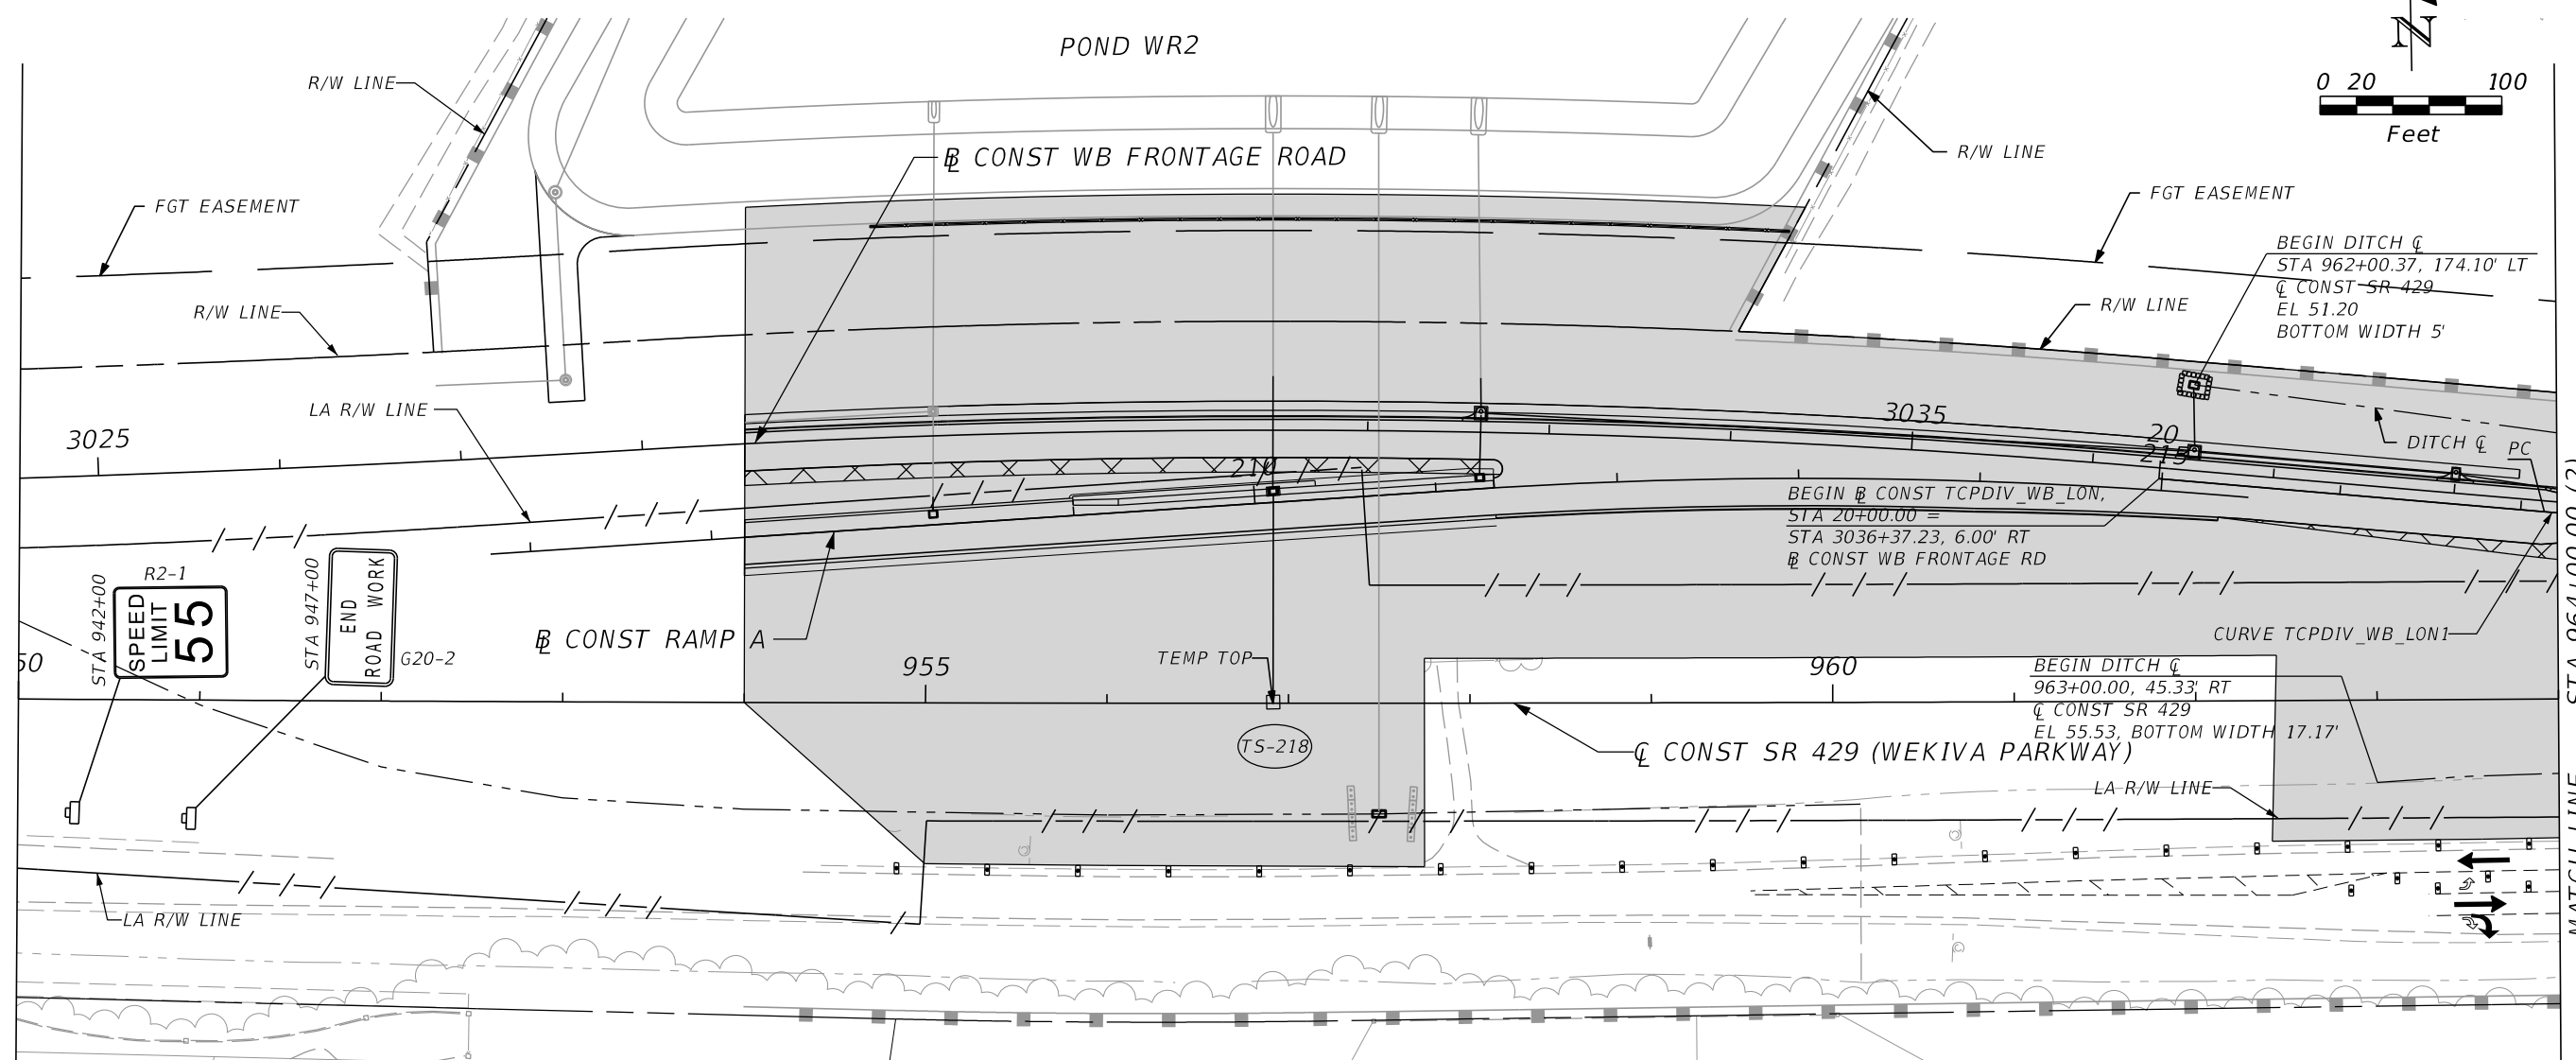 POND WR2
N
0 20 100
Feet
R/W LINE
R/W LINE
℄ CONST WB FRONTAGE ROAD
FGT EASEMENT
FGT EASEMENT
BEGIN DITCH ℄
STA 962+00.37, 174.10' LT
℄ CONST SR 429
EL 51.20
BOTTOM WIDTH 5'
R/W LINE
R/W LINE
LA R/W LINE
3025
3035
20
215
210
DITCH ℄
PC
BEGIN ℄ CONST TCPDIV_WB_LON,
STA 20+00.00 =
STA 3036+37.23, 6.00' RT
℄ CONST WB FRONTAGE RD
STA 942+00
R2-1
SPEED
LIMIT
55
STA 947+00
END
ROAD WORK
G20-2
℄ CONST RAMP A
TEMP TOP
CURVE TCPDIV_WB_LON1
955
960
BEGIN DITCH ℄
963+00.00, 45.33' RT
℄ CONST SR 429
EL 55.53, BOTTOM WIDTH 17.17'
TS-218
℄ CONST SR 429 (WEKIVA PARKWAY)
LA R/W LINE
LA R/W LINE